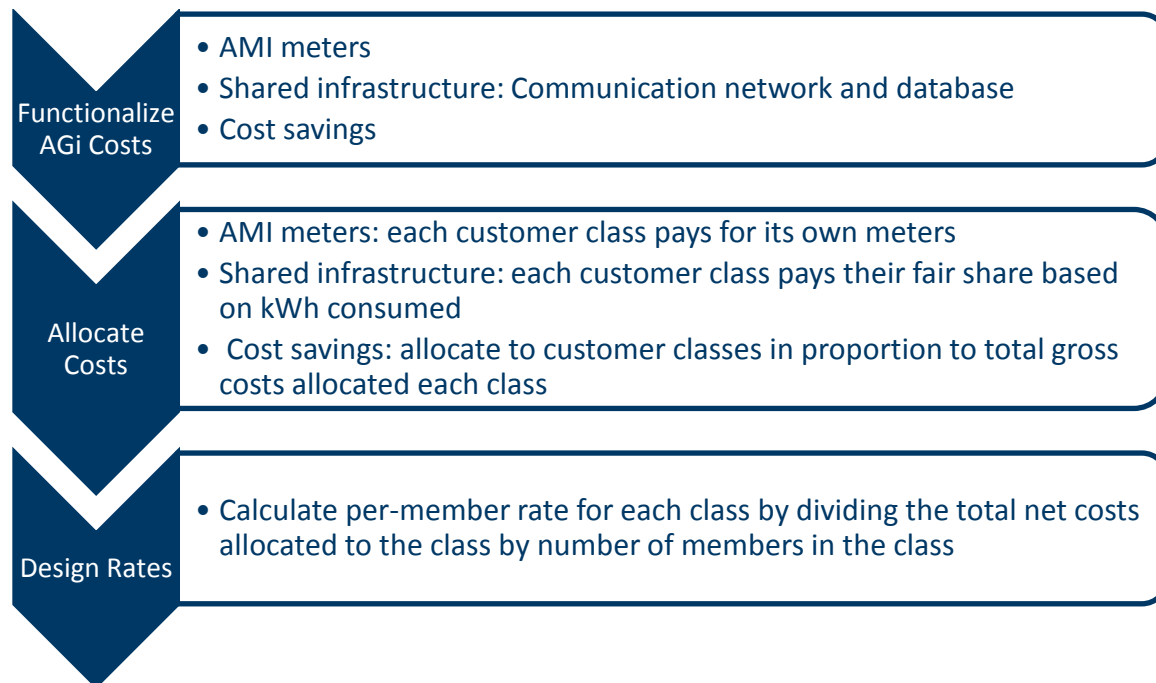 Functionalize
AGi Costs
• AMI meters
• Shared infrastructure: Communication network and database
• Cost savings
Allocate
Costs
• AMI meters: each customer class pays for its own meters
• Shared infrastructure: each customer class pays their fair share based
on kWh consumed
• Cost savings: allocate to customer classes in proportion to total gross
costs allocated each class
Design Rates
• Calculate per-member rate for each class by dividing the total net costs
allocated to the class by number of members in the class